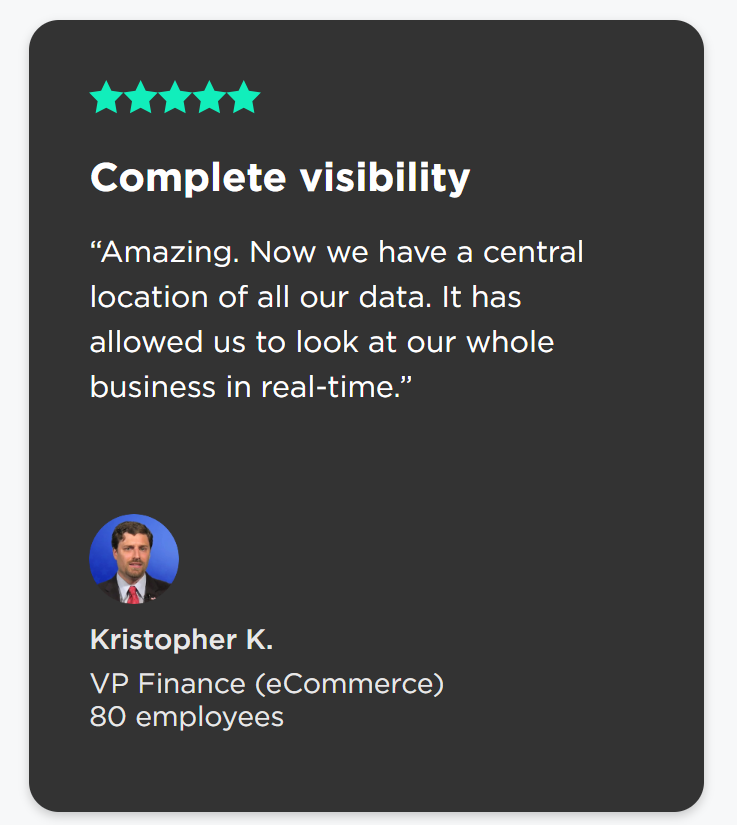 Complete visibility
“Amazing. Now we have a central
location of all our data. It has
allowed us to look at our whole
business in real-time.”
Kristopher K.
VP Finance (eCommerce)
80 employees